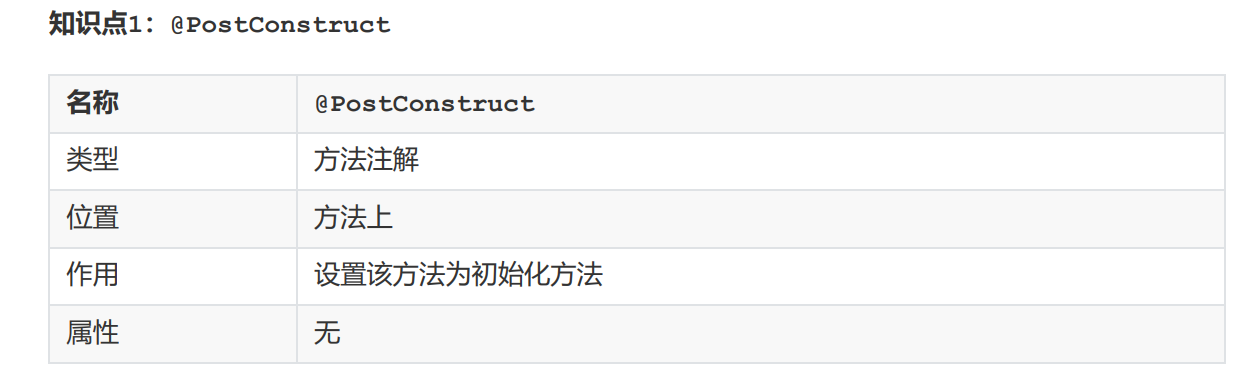 知识点1：@PostConstruct
名称 @PostConstruct
类型 方法注解
位置 方法上
作用 设置该方法为初始化方法
属性 无